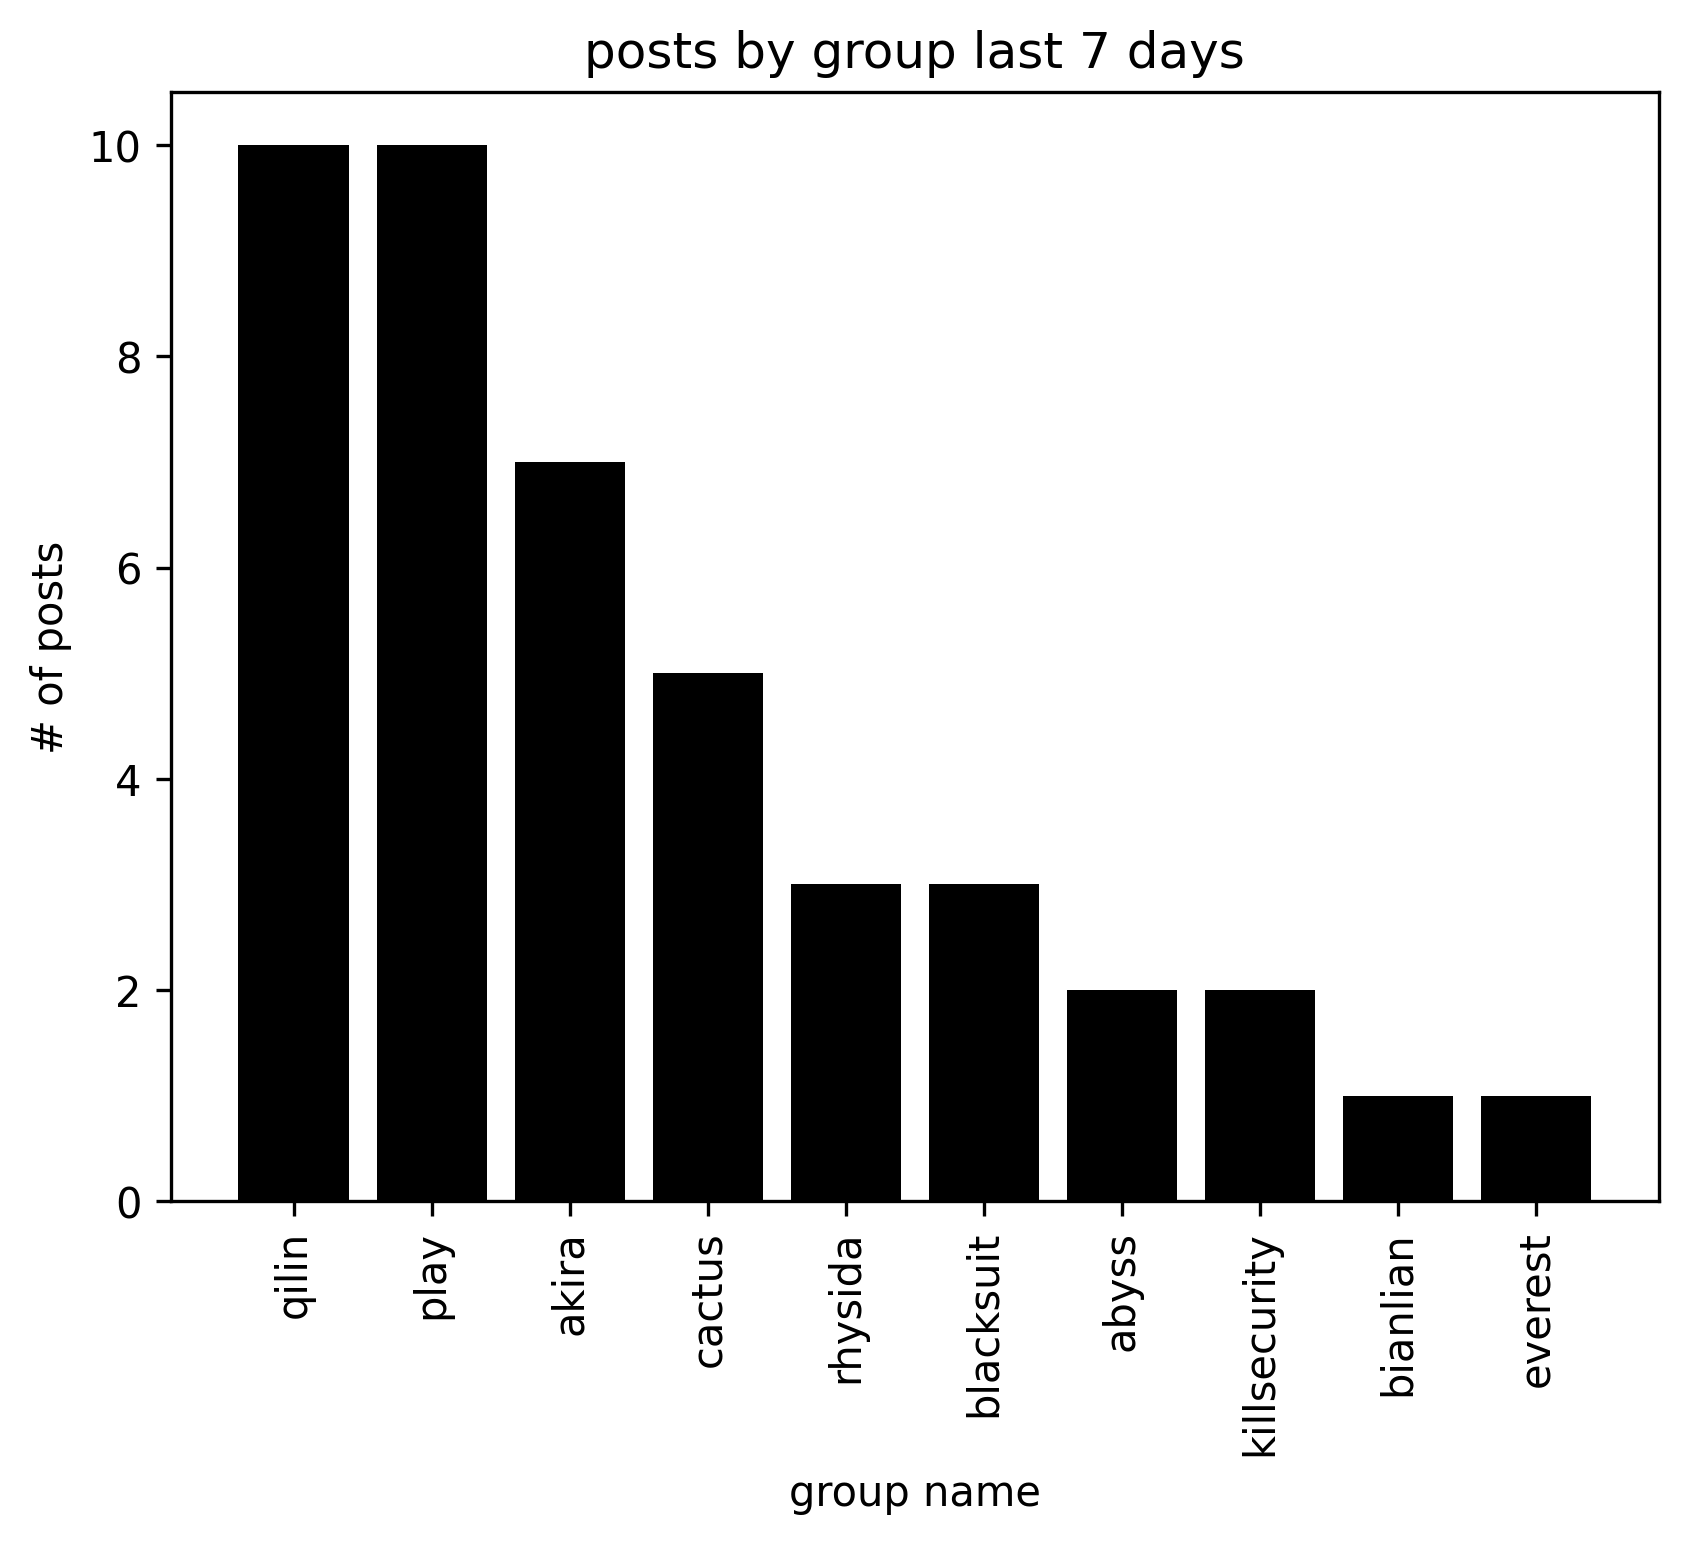 posts by group last 7 days
10
8
6
4
2
0
# of posts
qilin
play
akira
cactus
rhysida
blacksuit
abyss
killsecurity
bianlian
everest
group name